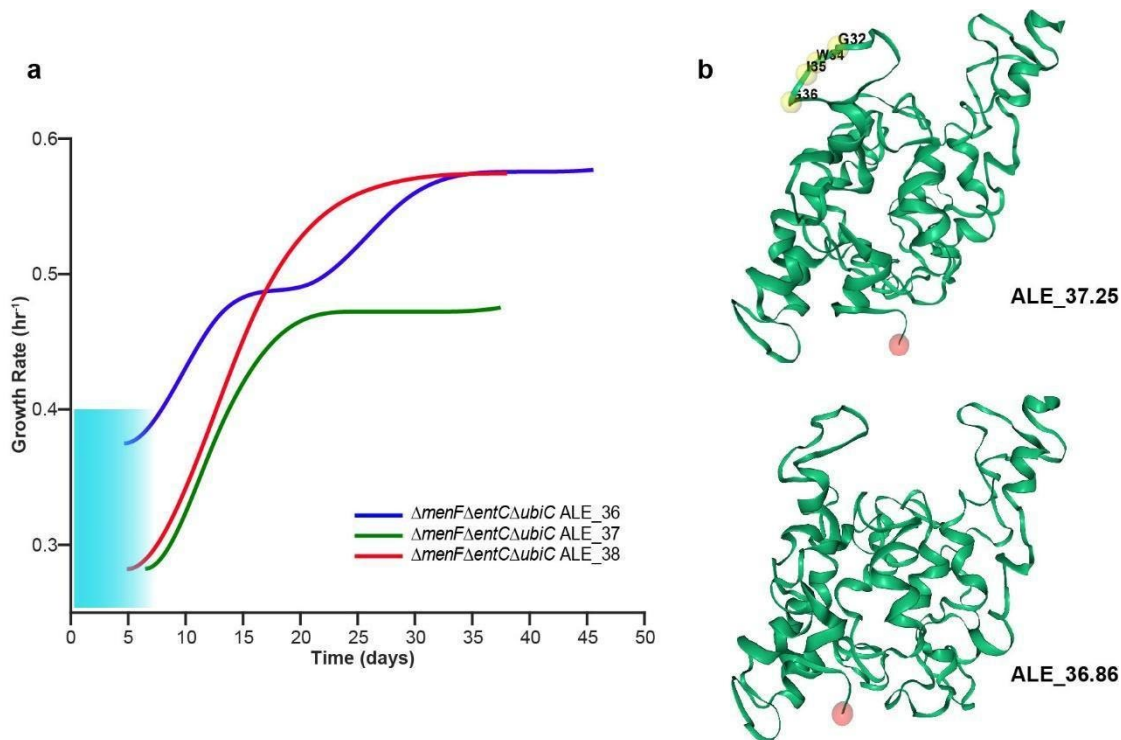 a
0.6
0.5
0.4
0.3
Growth Rate (hr⁻¹)
0 5 10 15 20 25 30 35 40 45 50
Time (days)
ΔmenFΔentCΔubiC ALE_36
ΔmenFΔentCΔubiC ALE_37
ΔmenFΔentCΔubiC ALE_38
b
G32
W34
I35
G36
ALE_37.25
ALE_36.86